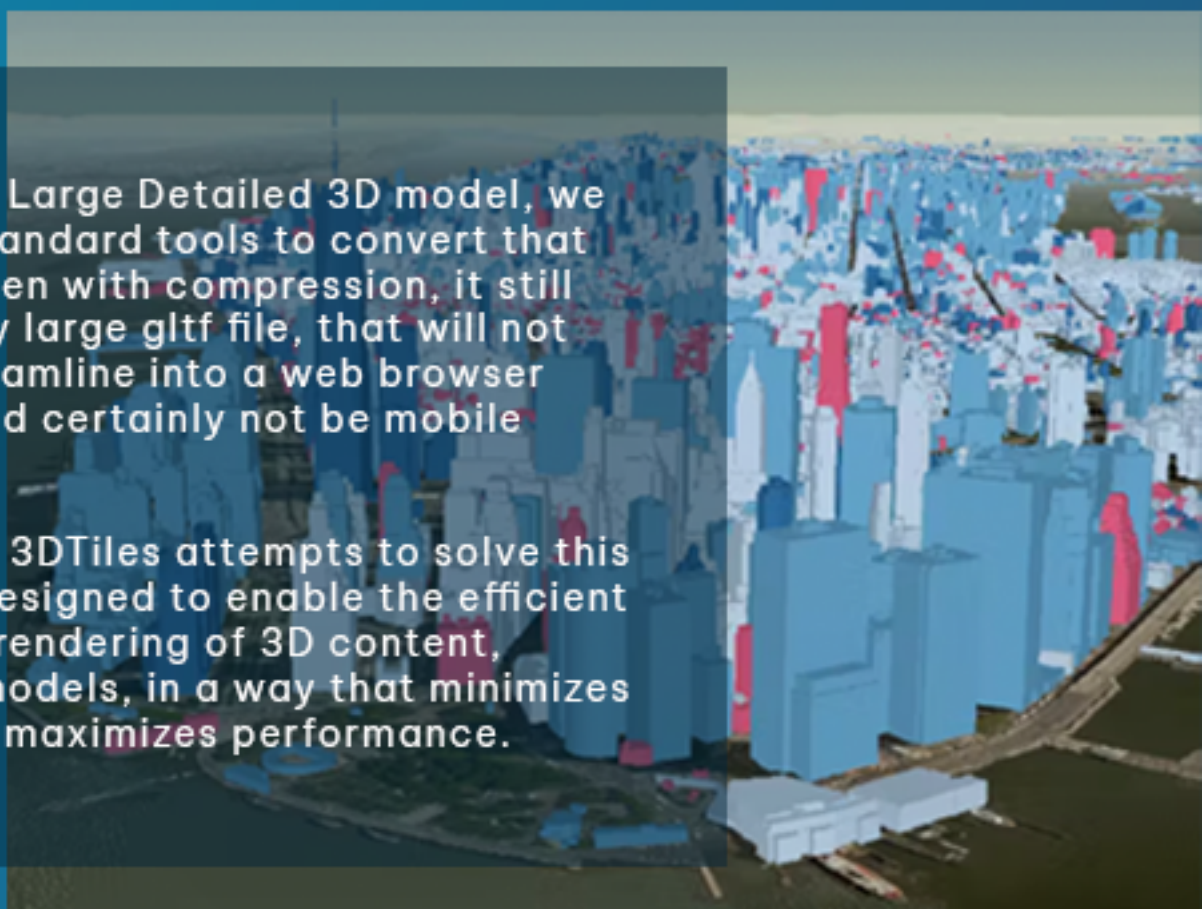 Large Detailed 3D model, we
andard tools to convert that
en with compression, it still
y large gltf file, that will not
amline into a web browser
d certainly not be mobile
3DTiles attempts to solve this
esigned to enable the efficient
rendering of 3D content,
models, in a way that minimizes
maximizes performance.